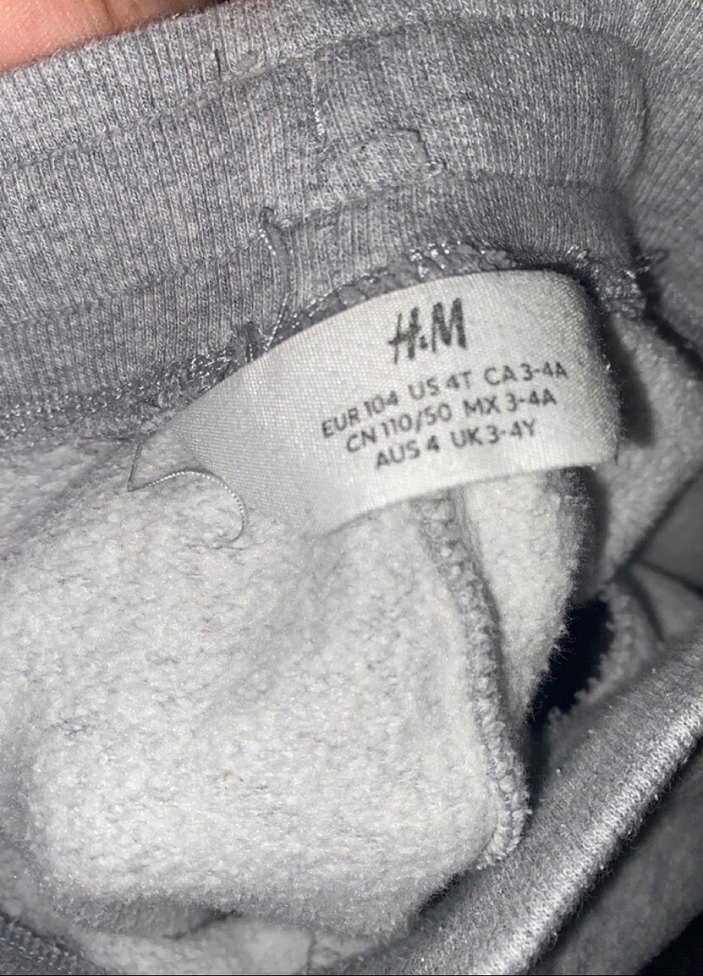 H&M
EUR 104 US 4T CA 3-4A
CN 110/50 MX 3-4A
AUS 4 UK 3-4Y